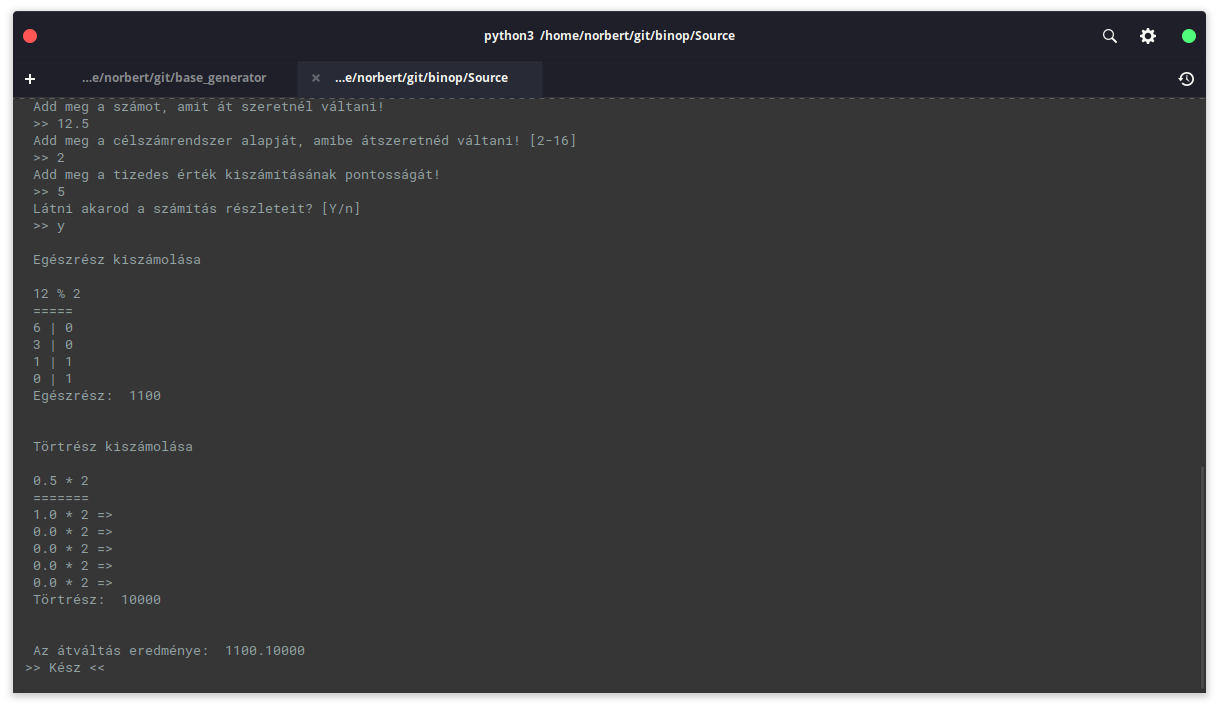 python3 /home/norbert/git/binop/Source
+ ...e/norbert/git/base_generator × ...e/norbert/git/binop/Source
Add meg a számot, amit át szeretnél váltani!
>> 12.5
Add meg a célszámrendszer alapját, amibe átszeretnéd váltani! [2-16]
>> 2
Add meg a tizedes érték kiszámításának pontosságát!
>> 5
Látni akarod a számítás részleteit? [Y/n]
>> y
Egészrész kiszámolása
12 % 2
=====
6 | 0
3 | 0
1 | 1
0 | 1
Egészrész:  1100
Törtrész kiszámolása
0.5 * 2
=======
1.0 * 2 =>
0.0 * 2 =>
0.0 * 2 =>
0.0 * 2 =>
0.0 * 2 =>
Törtrész:  10000
Az átváltás eredménye:  1100.10000
>> Kész <<